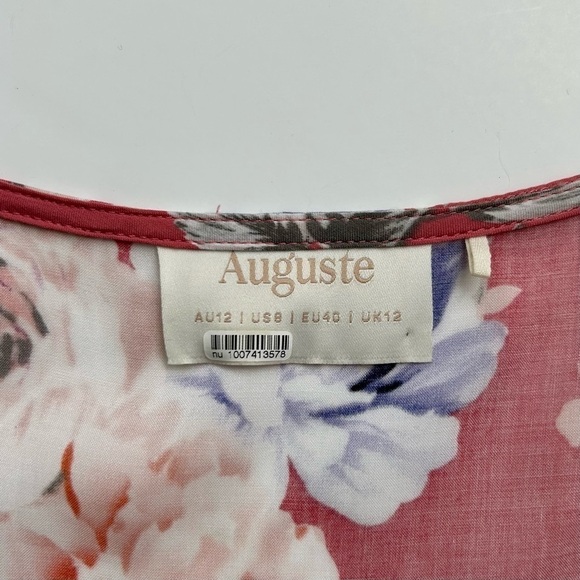 Auguste
AU12 | US8 | EU40 | UK12
nu 1007413578